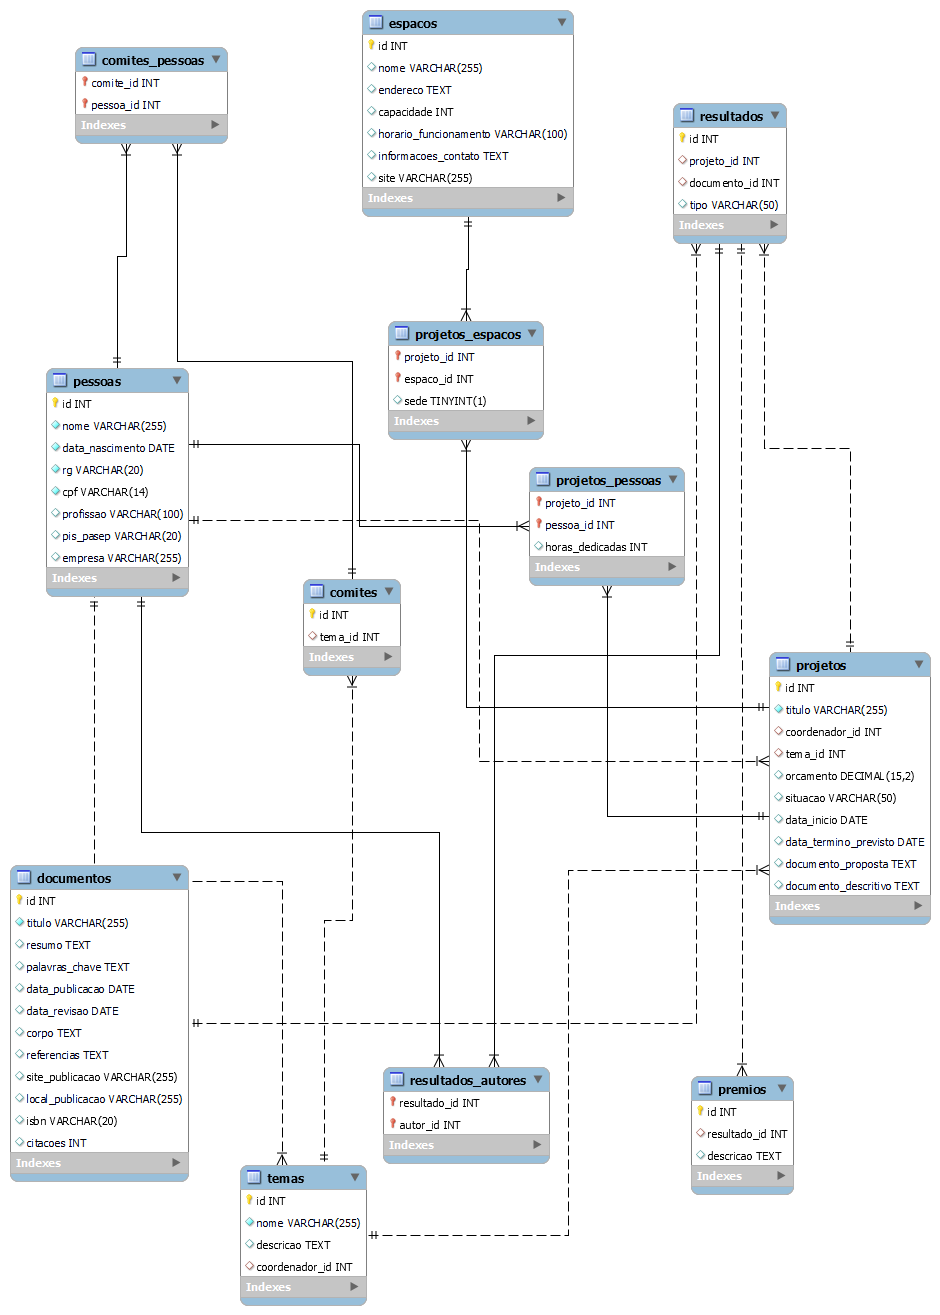 espacos
id INT
nome VARCHAR(255)
endereco TEXT
capacidade INT
horario_funcionamento VARCHAR(100)
informacoes_contato TEXT
site VARCHAR(255)
Indexes
comites_pessoas
comite_id INT
pessoa_id INT
Indexes
resultados
id INT
projeto_id INT
documento_id INT
tipo VARCHAR(50)
Indexes
projetos_espacos
projeto_id INT
espaco_id INT
sede TINYINT(1)
Indexes
pessoas
id INT
nome VARCHAR(255)
data_nascimento DATE
rg VARCHAR(20)
cpf VARCHAR(14)
profissao VARCHAR(100)
pis_pasep VARCHAR(20)
empresa VARCHAR(255)
Indexes
projetos_pessoas
projeto_id INT
pessoa_id INT
horas_dedicadas INT
Indexes
comites
id INT
tema_id INT
Indexes
projetos
id INT
titulo VARCHAR(255)
coordenador_id INT
tema_id INT
orcamento DECIMAL(15,2)
situacao VARCHAR(50)
data_inicio DATE
data_termino_previsto DATE
documento_proposta TEXT
documento_descritivo TEXT
Indexes
documentos
id INT
titulo VARCHAR(255)
resumo TEXT
palavras_chave TEXT
data_publicacao DATE
data_revisao DATE
corpo TEXT
referencias TEXT
site_publicacao VARCHAR(255)
local_publicacao VARCHAR(255)
isbn VARCHAR(20)
citacoes INT
Indexes
resultados_autores
resultado_id INT
autor_id INT
Indexes
premios
id INT
resultado_id INT
descricao TEXT
Indexes
temas
id INT
nome VARCHAR(255)
descricao TEXT
coordenador_id INT
Indexes